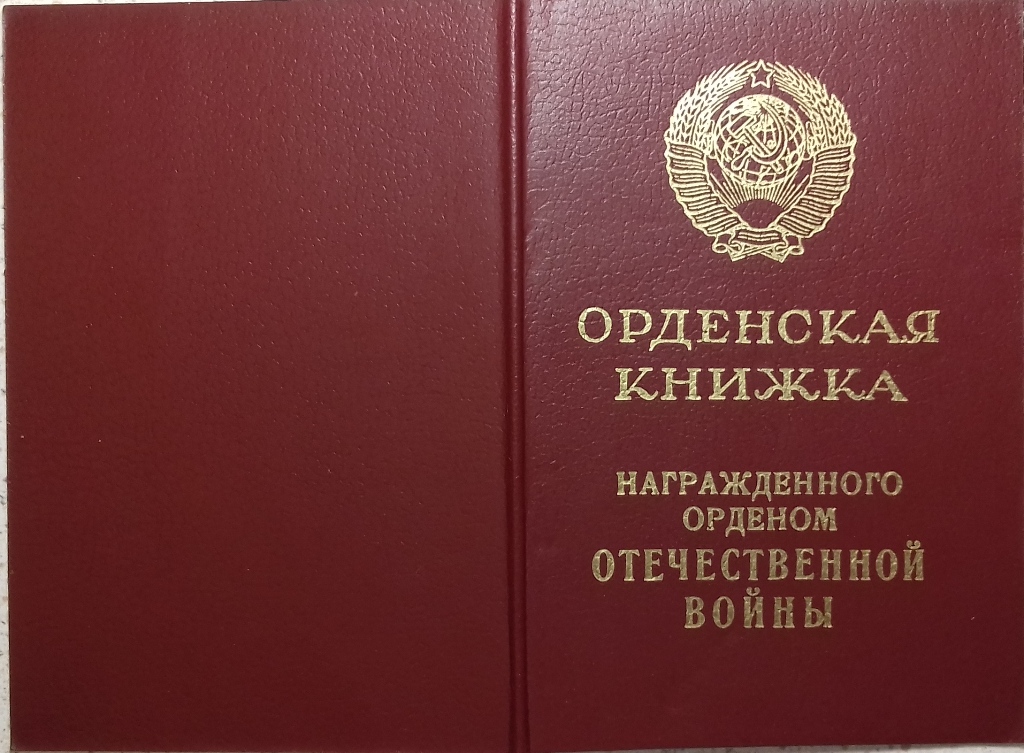 ОРДЕНСКАЯ
КНИЖКА
НАГРАЖДЕННОГО
ОРДЕНОМ
ОТЕЧЕСТВЕННОЙ
ВОЙНЫ